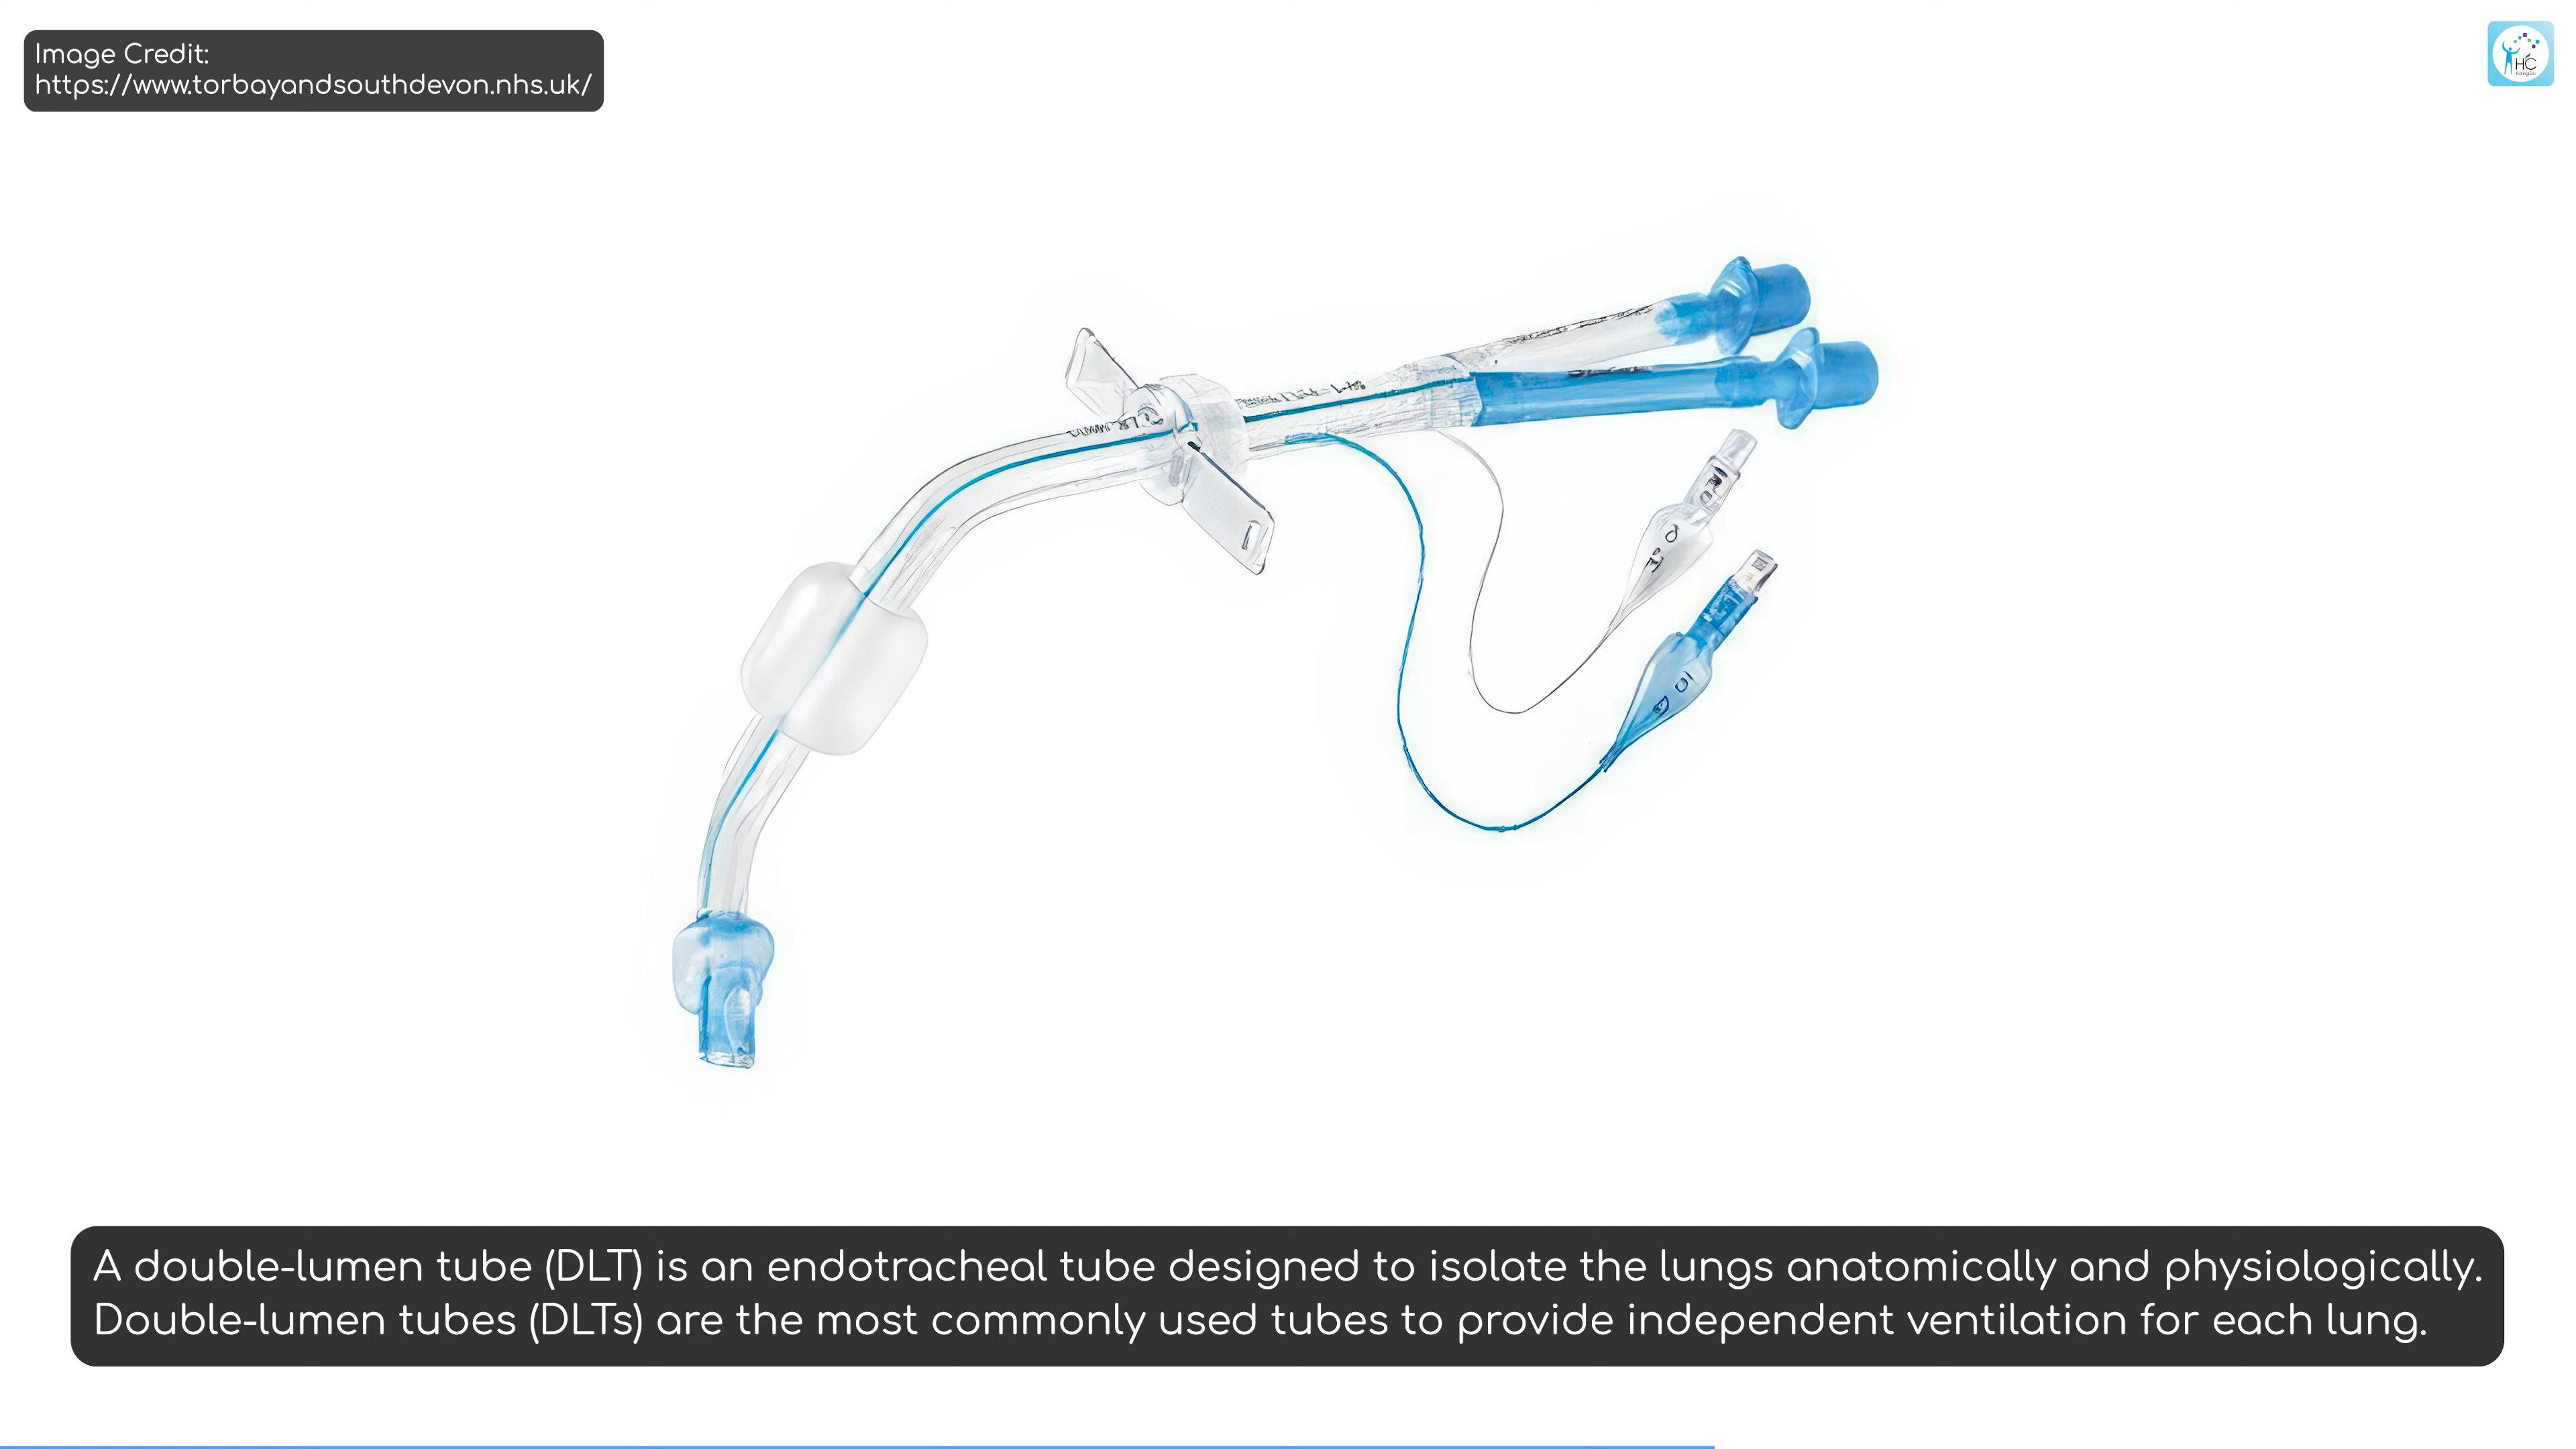 Image Credit:
https://www.torbayandsouthdevon.nhs.uk/
HC
A double-lumen tube (DLT) is an endotracheal tube designed to isolate the lungs anatomically and physiologically.
Double-lumen tubes (DLTs) are the most commonly used tubes to provide independent ventilation for each lung.